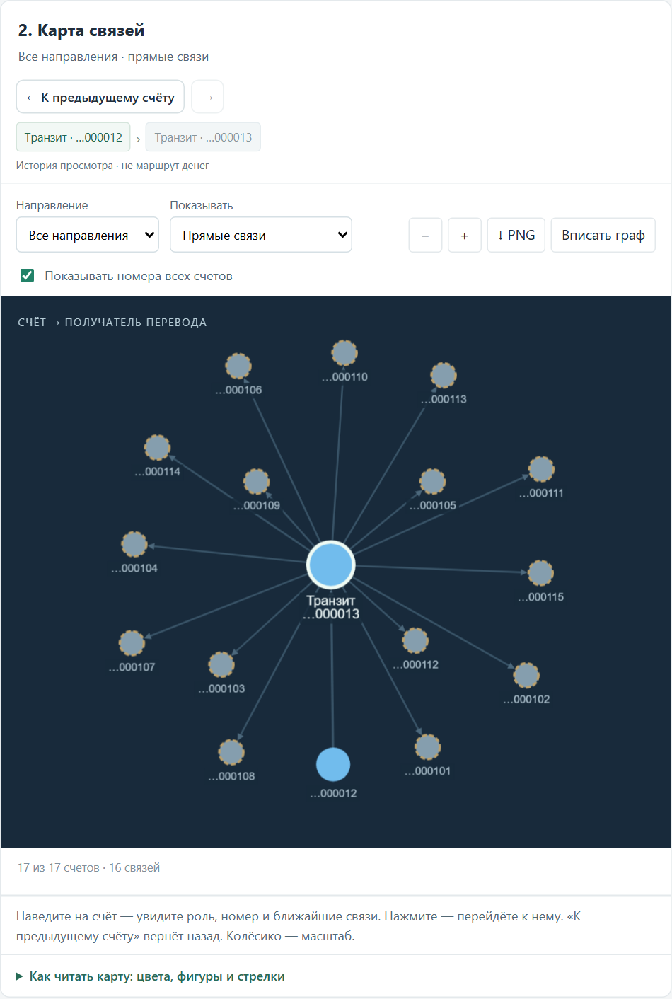 2. Карта связей
Все направления · прямые связи
← К предыдущему счёту →
Транзит · …000012 › Транзит · …000013
История просмотра · не маршрут денег
Направление Показывать
Все направления Прямые связи − + ↓ PNG Вписать граф
Показывать номера всех счетов
СЧЁТ → ПОЛУЧАТЕЛЬ ПЕРЕВОДА
…000110
…000106
…000113
…000114
…000111
…000109
…000105
…000104
…000115
Транзит
…000013
…000112
…000107
…000103
…000102
…000101
…000108
…000012
17 из 17 счетов · 16 связей
Наведите на счёт — увидите роль, номер и ближайшие связи. Нажмите — перейдёте к нему. «К
предыдущему счёту» вернёт назад. Колёсико — масштаб.
▶ Как читать карту: цвета, фигуры и стрелки